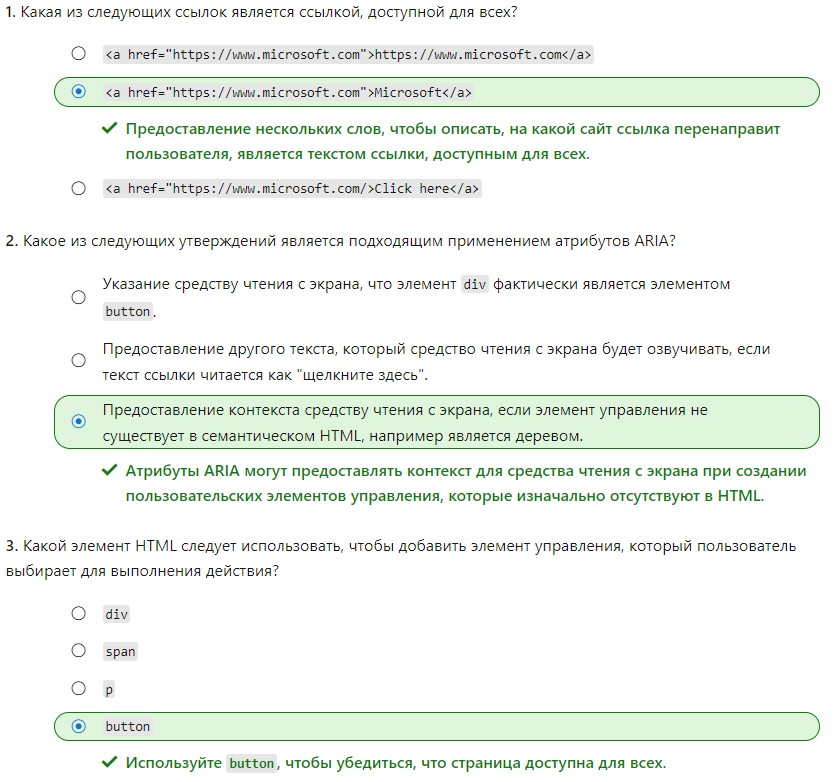 1. Какая из следующих ссылок является ссылкой, доступной для всех?
<a href="https://www.microsoft.com">https://www.microsoft.com</a>
<a href="https://www.microsoft.com">Microsoft</a>
Предоставление нескольких слов, чтобы описать, на какой сайт ссылка перенаправит
пользователя, является текстом ссылки, доступным для всех.
<a href="https://www.microsoft.com/>Click here</a>
2. Какое из следующих утверждений является подходящим применением атрибутов ARIA?
Указание средству чтения с экрана, что элемент div фактически является элементом
button.
Предоставление другого текста, который средство чтения с экрана будет озвучивать, если
текст ссылки читается как "щелкните здесь".
Предоставление контекста средству чтения с экрана, если элемент управления не
существует в семантическом HTML, например является деревом.
Атрибуты ARIA могут предоставлять контекст для средства чтения с экрана при создании
пользовательских элементов управления, которые изначально отсутствуют в HTML.
3. Какой элемент HTML следует использовать, чтобы добавить элемент управления, который пользователь
выбирает для выполнения действия?
div
span
p
button
Используйте button, чтобы убедиться, что страница доступна для всех.